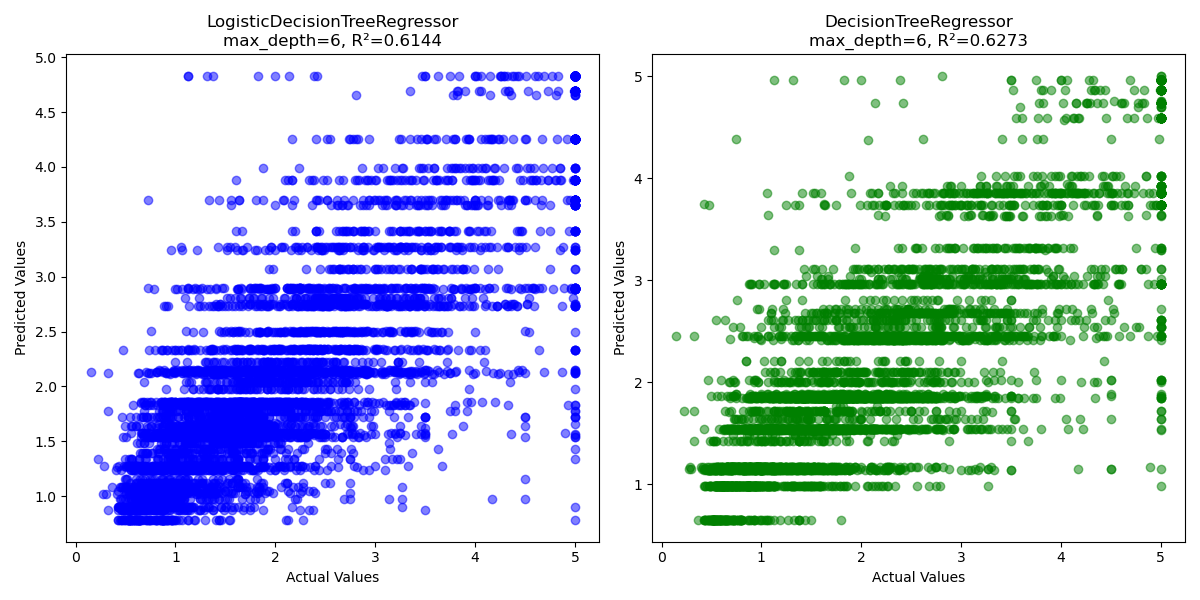 LogisticDecisionTreeRegressor
max_depth=6, R²=0.6144
5.0
4.5
4.0
3.5
3.0
2.5
2.0
1.5
1.0
Predicted Values
0 1 2 3 4 5
Actual Values
DecisionTreeRegressor
max_depth=6, R²=0.6273
5
4
3
2
1
Predicted Values
0 1 2 3 4 5
Actual Values